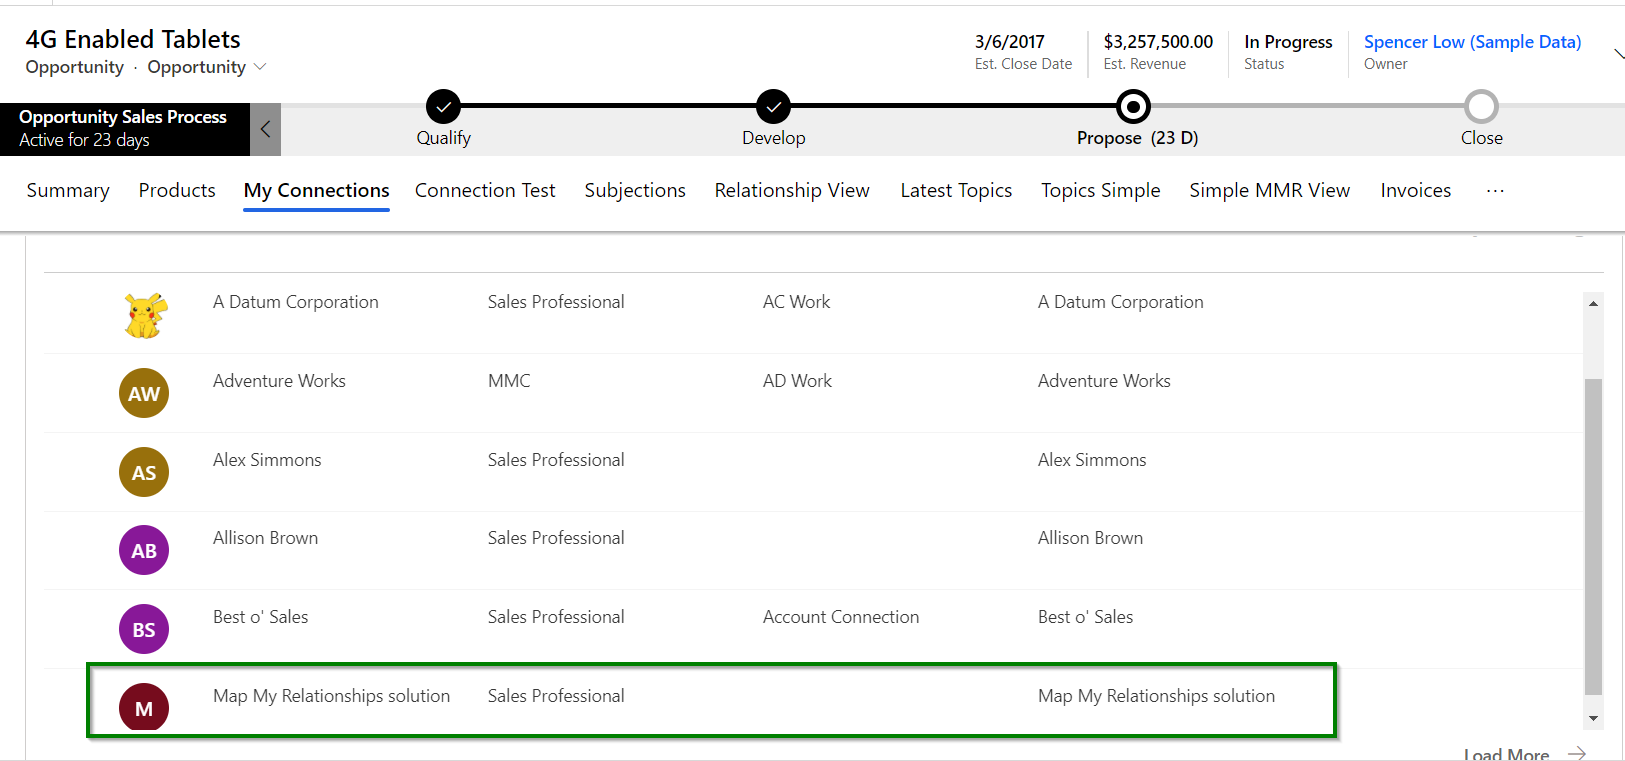 4G Enabled Tablets
Opportunity · Opportunity
3/6/2017
Est. Close Date
$3,257,500.00
Est. Revenue
In Progress
Status
Spencer Low (Sample Data)
Owner
Opportunity Sales Process
Active for 23 days
Qualify
Develop
Propose (23 D)
Close
Summary Products My Connections Connection Test Subjections Relationship View Latest Topics Topics Simple Simple MMR View Invoices ...
A Datum Corporation Sales Professional AC Work A Datum Corporation
AW Adventure Works MMC AD Work Adventure Works
AS Alex Simmons Sales Professional Alex Simmons
AB Allison Brown Sales Professional Allison Brown
BS Best o' Sales Sales Professional Account Connection Best o' Sales
M Map My Relationships solution Sales Professional Map My Relationships solution
Load More